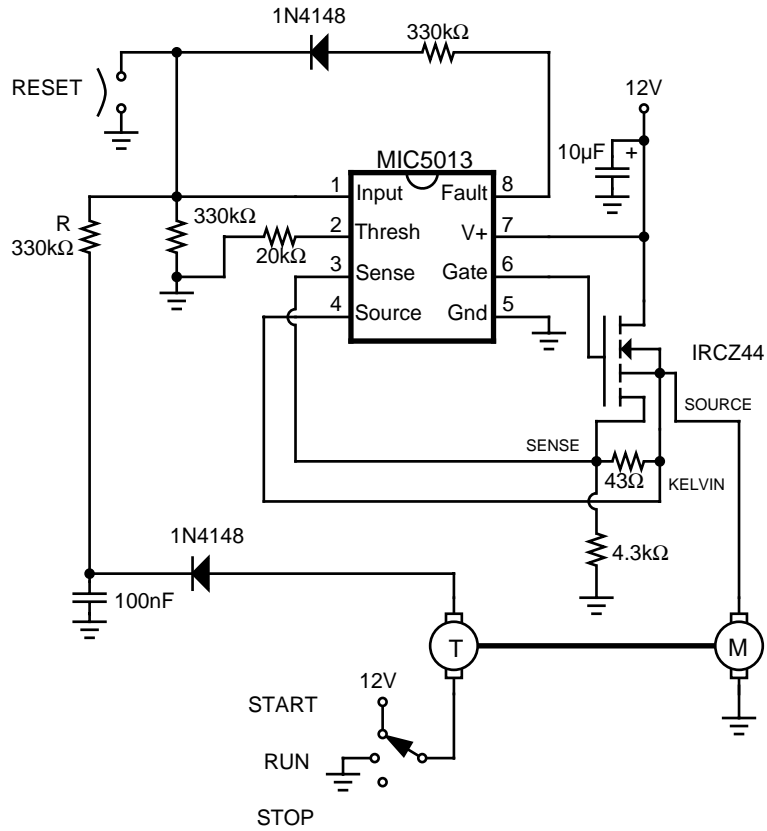 1N4148
330kΩ
RESET
12V
10µF +
MIC5013
1 Input Fault 8
R
330kΩ
330kΩ
2 Thresh V+ 7
20kΩ
3 Sense Gate 6
4 Source Gnd 5
IRCZ44
SOURCE
SENSE
43Ω
KELVIN
1N4148
4.3kΩ
100nF
T
M
12V
START
RUN
STOP